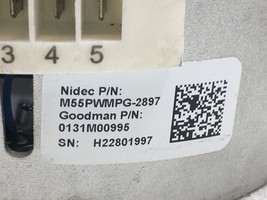 3 4 5
Nidec P/N:
M55PWMPG-2897
Goodman P/N:
0131M00995
SN: H22801997